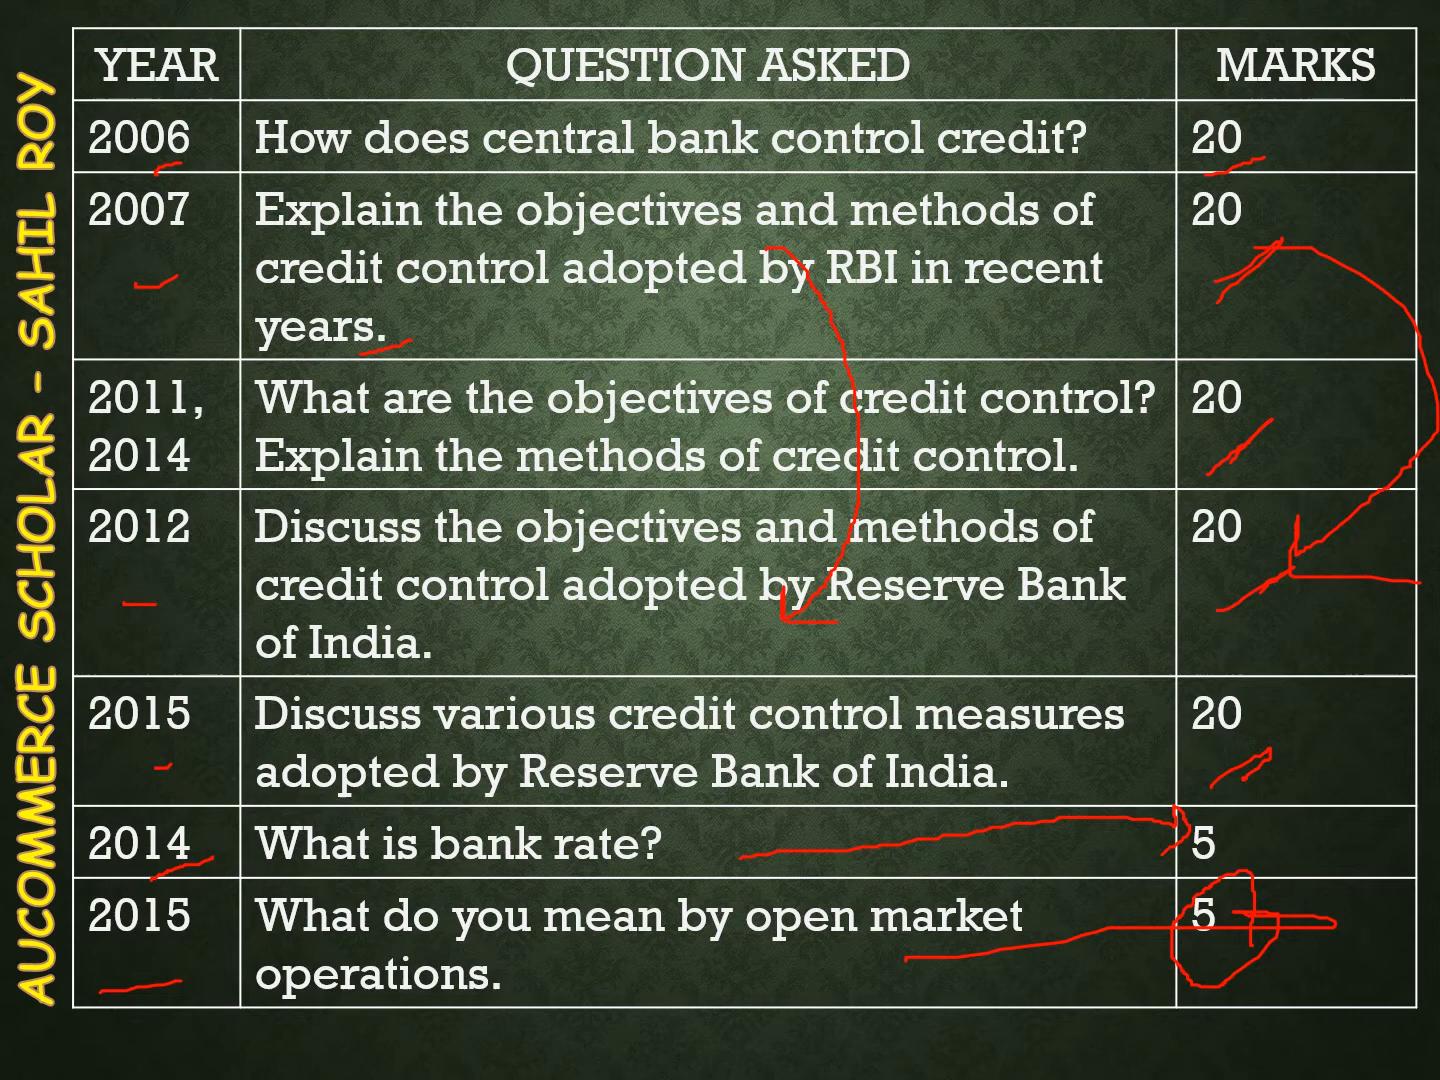 YEAR QUESTION ASKED MARKS
2006 How does central bank control credit? 20
2007 Explain the objectives and methods of 20
credit control adopted by RBI in recent
years.
2011, What are the objectives of credit control? 20
2014 Explain the methods of credit control.
2012 Discuss the objectives and methods of 20
credit control adopted by Reserve Bank
of India.
2015 Discuss various credit control measures 20
adopted by Reserve Bank of India.
2014 What is bank rate? 5
2015 What do you mean by open market 5
operations.
AUCOMMERCE SCHOLAR - SAHIL ROY